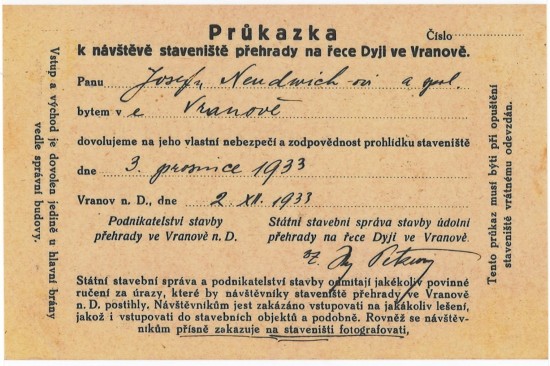 Průkazka
Číslo
k návštěvě staveniště přehrady na řece Dyji ve Vranově.
Panu Josefu Neudwich-ovi a spol.
bytem v e Vranově
dovolujeme na jeho vlastní nebezpečí a zodpovědnost prohlídku staveniště
dne 3. prosince 1933
Vranov n. D., dne 2. XII. 1933
Podnikatelství stavby
přehrady ve Vranově n. D.
Státní stavební správa stavby údolní
přehrady na řece Dyji ve Vranově.
Státní stavební správa a podnikatelství stavby odmítají jakékoliv povinné
ručení za úrazy, které by návštěvníky staveniště přehrady ve Vranově
n. D. postihly. Návštěvníkům jest zakázáno vstupovati na jakákoliv lešení,
jakož i vstupovati do stavebních objektů a podobně. Rovněž se návštěv-
níkům přísně zakazuje na staveništi fotografovati,
Vstup a východ je dovolen jedině u hlavní brány
vedle správní budovy.
Tento průkaz musí býti při opuštění
staveniště vrátnému odevzdán.